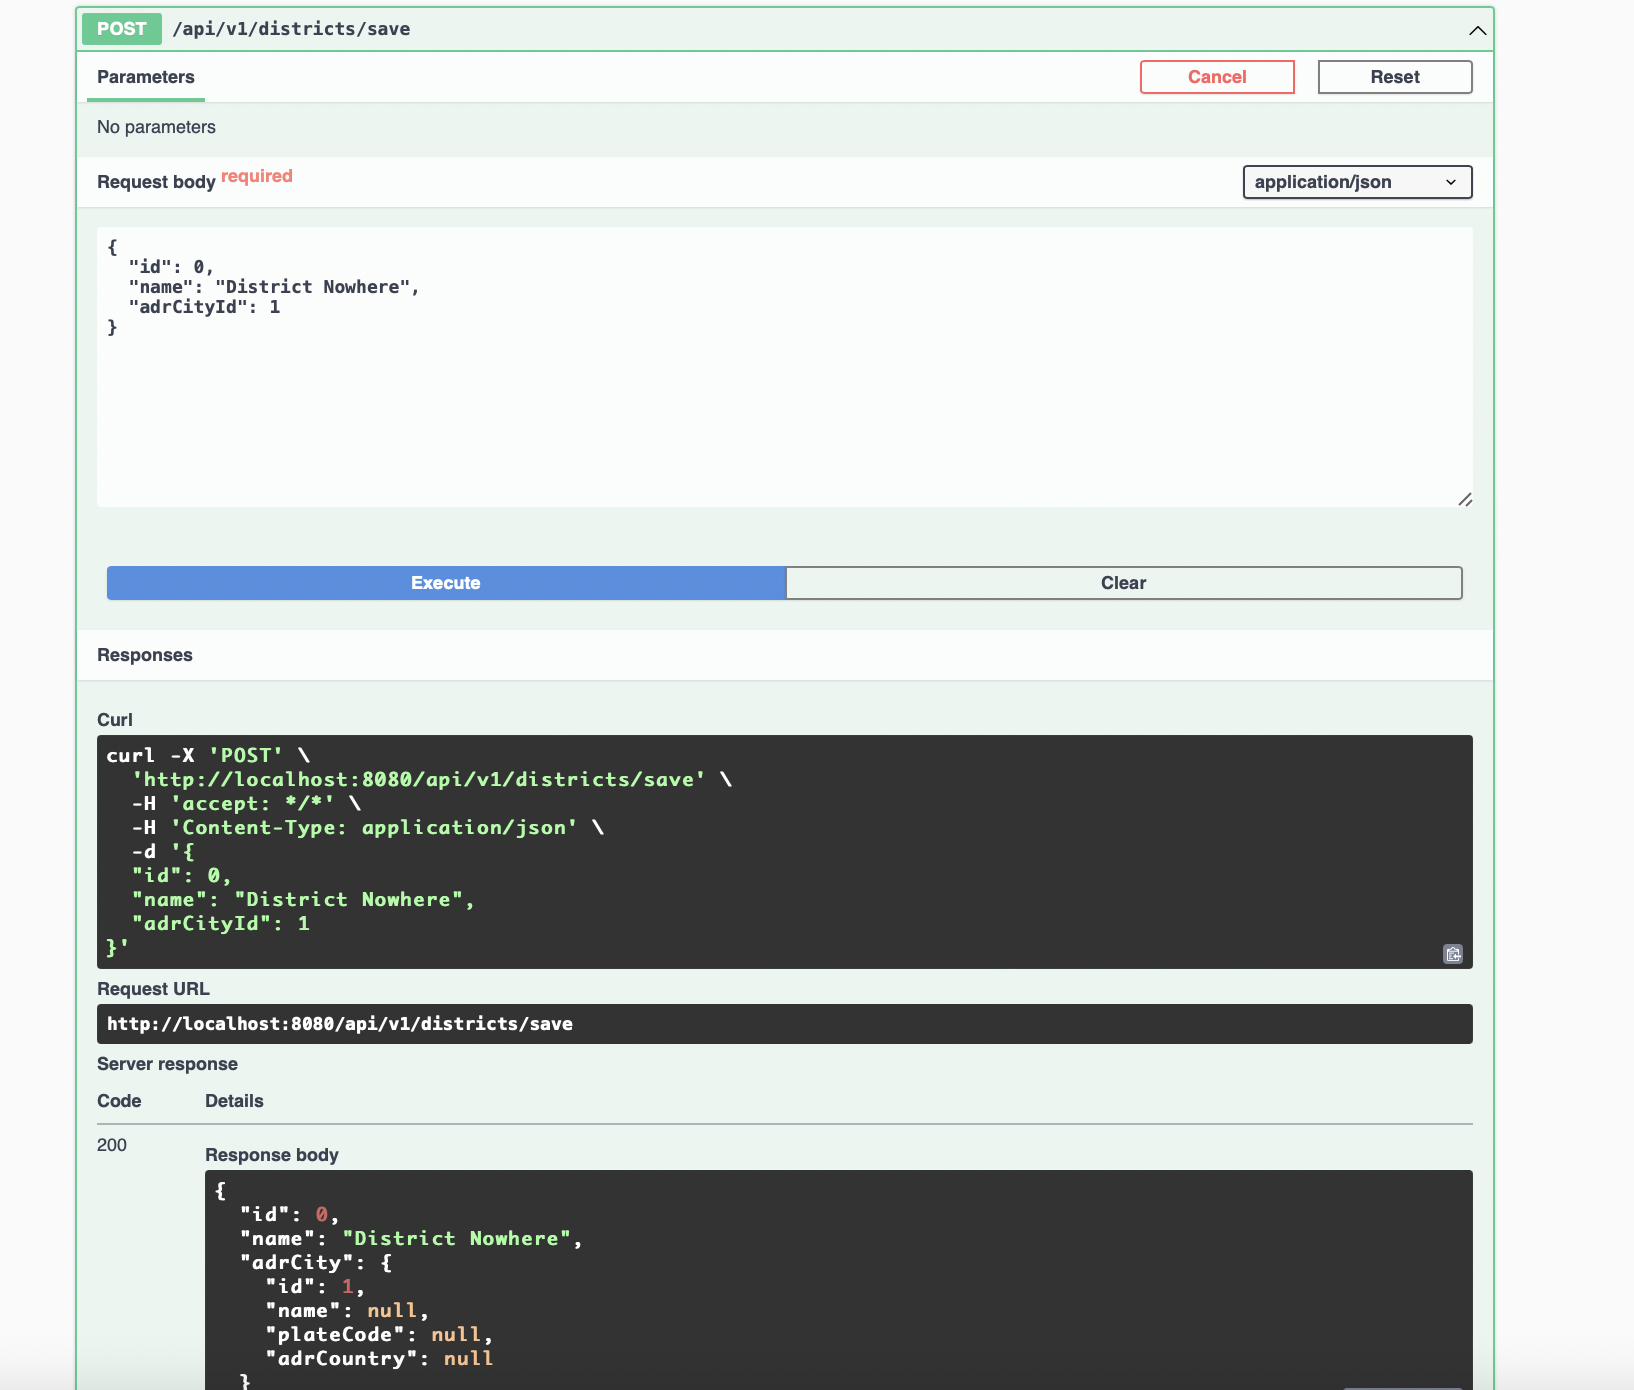 POST /api/v1/districts/save
Parameters
Cancel
Reset
No parameters
Request body required
application/json
{
  "id": 0,
  "name": "District Nowhere",
  "adrCityId": 1
}
Execute
Clear
Responses
Curl
curl -X 'POST' \
  'http://localhost:8080/api/v1/districts/save' \
  -H 'accept: */*' \
  -H 'Content-Type: application/json' \
  -d '{
  "id": 0,
  "name": "District Nowhere",
  "adrCityId": 1
}'
Request URL
http://localhost:8080/api/v1/districts/save
Server response
Code Details
200
Response body
{
  "id": 0,
  "name": "District Nowhere",
  "adrCity": {
    "id": 1,
    "name": null,
    "plateCode": null,
    "adrCountry": null
  }